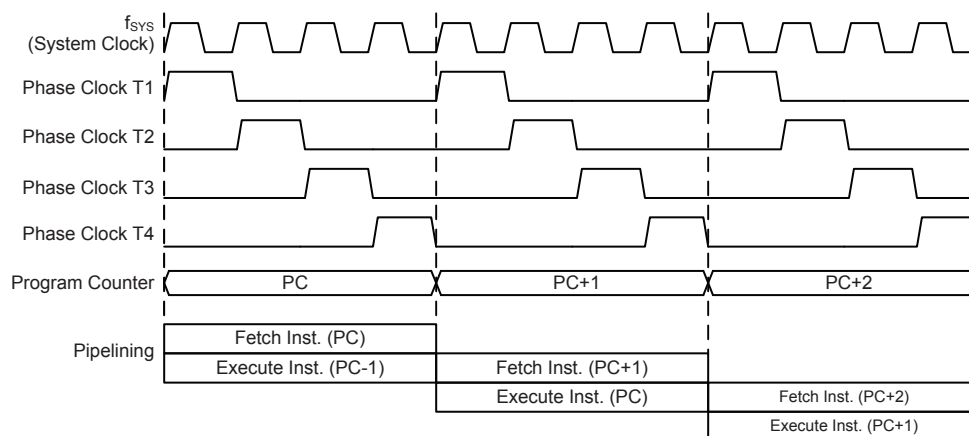 fSYS
(System Clock)
Phase Clock T1
Phase Clock T2
Phase Clock T3
Phase Clock T4
Program Counter PC PC+1 PC+2
Pipelining
Fetch Inst. (PC)
Execute Inst. (PC-1) Fetch Inst. (PC+1)
Execute Inst. (PC) Fetch Inst. (PC+2)
Execute Inst. (PC+1)